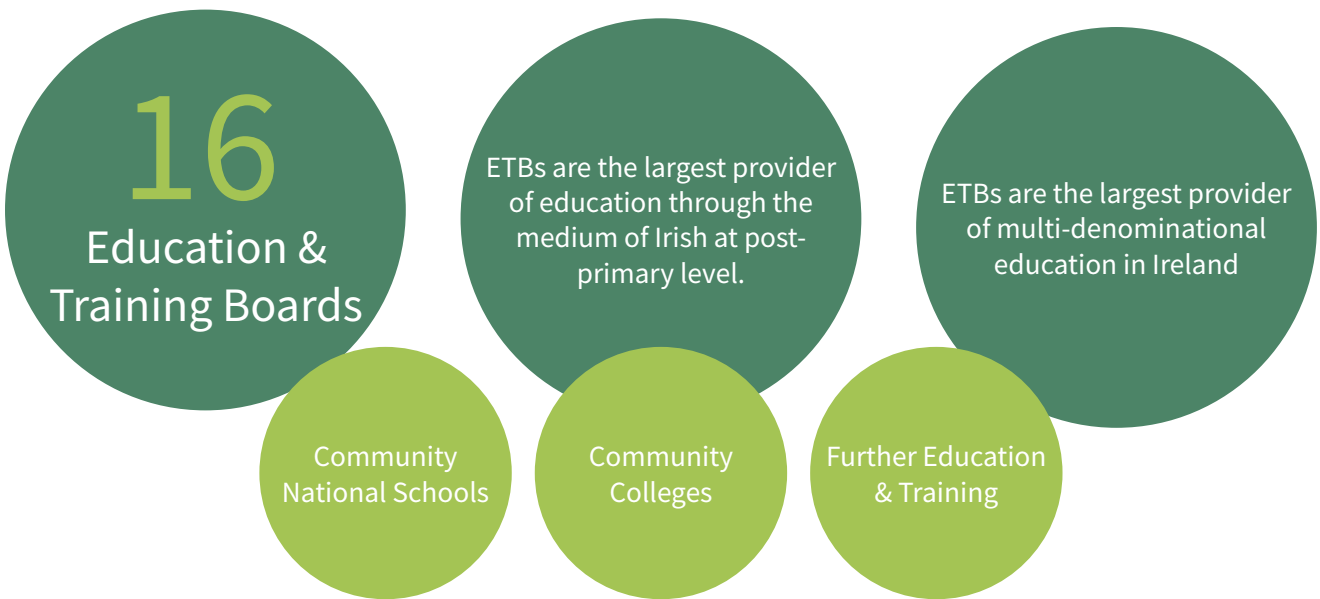 16
Education &
Training Boards
ETBs are the largest provider
of education through the
medium of Irish at post-
primary level.
ETBs are the largest provider
of multi-denominational
education in Ireland
Community
National Schools
Community
Colleges
Further Education
& Training